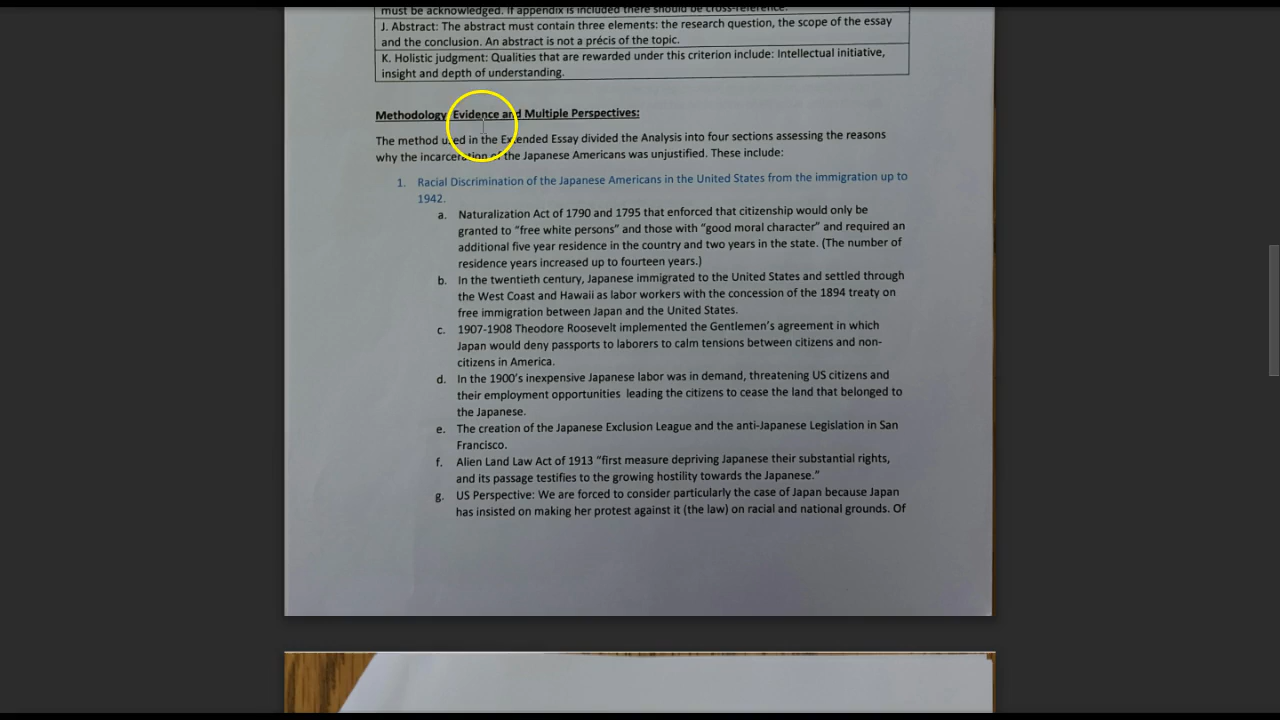 must be acknowledged. If appendix is included there should be cross-reference.
J. Abstract: The abstract must contain three elements: the research question, the scope of the essay
and the conclusion. An abstract is not a précis of the topic.
K. Holistic judgment: Qualities that are rewarded under this criterion include: Intellectual initiative,
insight and depth of understanding.
Methodology, Evidence and Multiple Perspectives:
The method used in the Extended Essay divided the Analysis into four sections assessing the reasons
why the incarceration of the Japanese Americans was unjustified. These include:
1. Racial Discrimination of the Japanese Americans in the United States from the immigration up to
1942.
a. Naturalization Act of 1790 and 1795 that enforced that citizenship would only be
granted to "free white persons" and those with "good moral character" and required an
additional five year residence in the country and two years in the state. (The number of
residence years increased up to fourteen years.)
b. In the twentieth century, Japanese immigrated to the United States and settled through
the West Coast and Hawaii as labor workers with the concession of the 1894 treaty on
free immigration between Japan and the United States.
c. 1907-1908 Theodore Roosevelt implemented the Gentlemen's agreement in which
Japan would deny passports to laborers to calm tensions between citizens and non-
citizens in America.
d. In the 1900's inexpensive Japanese labor was in demand, threatening US citizens and
their employment opportunities leading the citizens to cease the land that belonged to
the Japanese.
e. The creation of the Japanese Exclusion League and the anti-Japanese Legislation in San
Francisco.
f. Alien Land Law Act of 1913 "first measure depriving Japanese their substantial rights,
and its passage testifies to the growing hostility towards the Japanese."
g. US Perspective: We are forced to consider particularly the case of Japan because Japan
has insisted on making her protest against it (the law) on racial and national grounds. Of